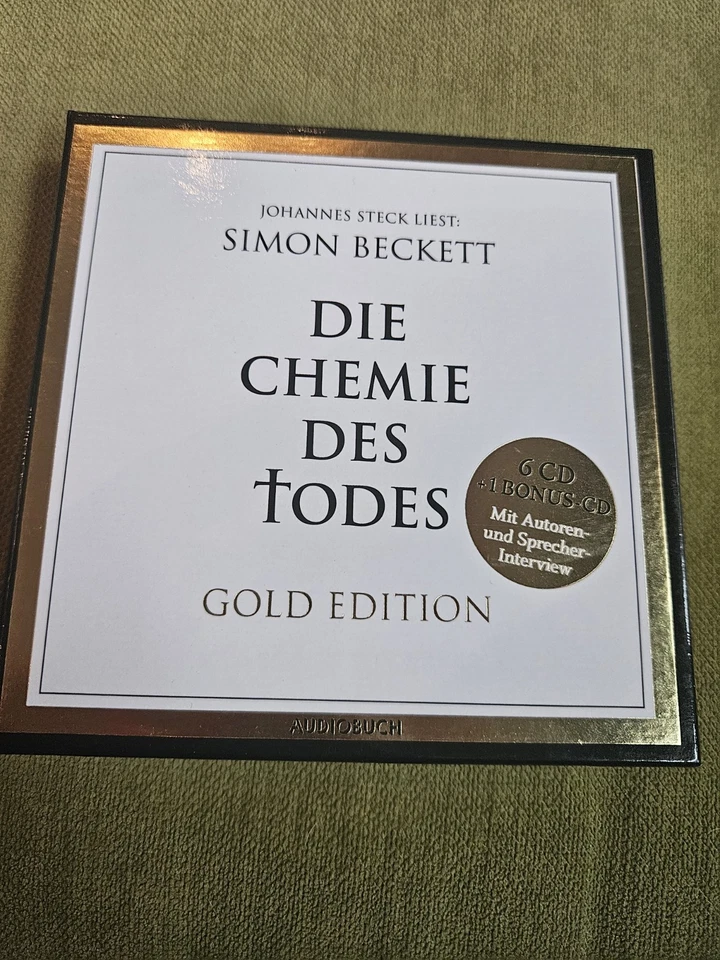 JOHANNES STECK LIEST:
SIMON BECKETT
DIE
CHEMIE
DES
TODES
6 CD
+1 BONUS-CD
Mit Autoren-
und Sprecher-
Interview
GOLD EDITION
AUDIOBUCH